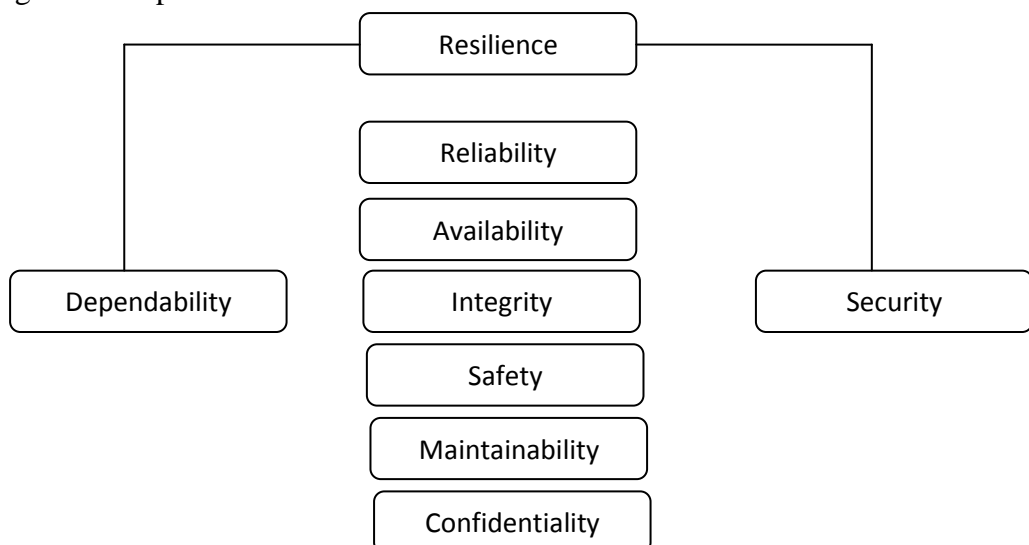 Resilience
Reliability
Availability
Dependability
Integrity
Security
Safety
Maintainability
Confidentiality